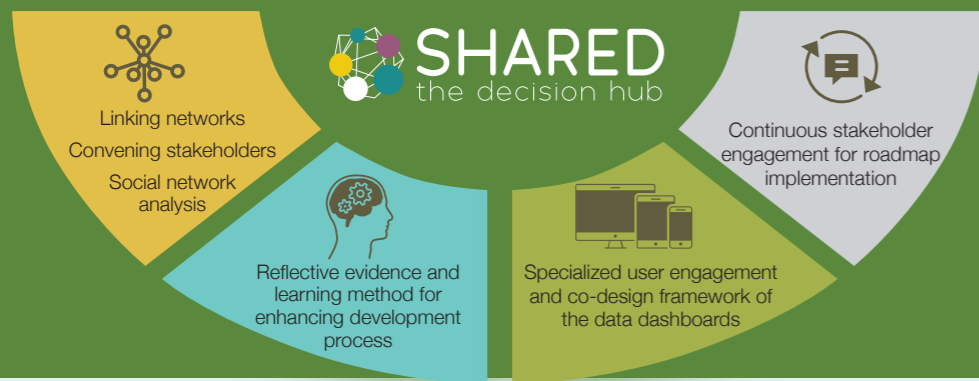 SHARED
the decision hub
Linking networks
Convening stakeholders
Social network
analysis
Reflective evidence and
learning method for
enhancing development
process
Specialized user engagement
and co-design framework of
the data dashboards
Continuous stakeholder
engagement for roadmap
implementation